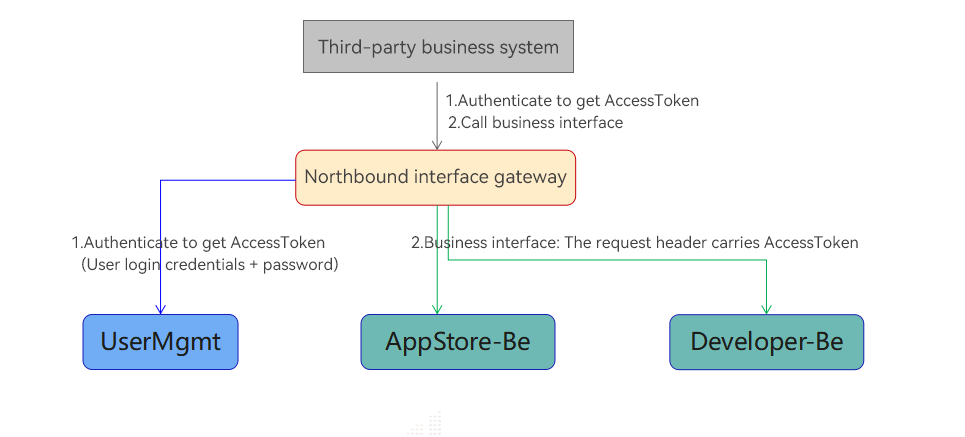 Third-party business system
1.Authenticate to get AccessToken
2.Call business interface
Northbound interface gateway
1.Authenticate to get AccessToken
(User login credentials + password)
2.Business interface: The request header carries AccessToken
UserMgmt
AppStore-Be
Developer-Be